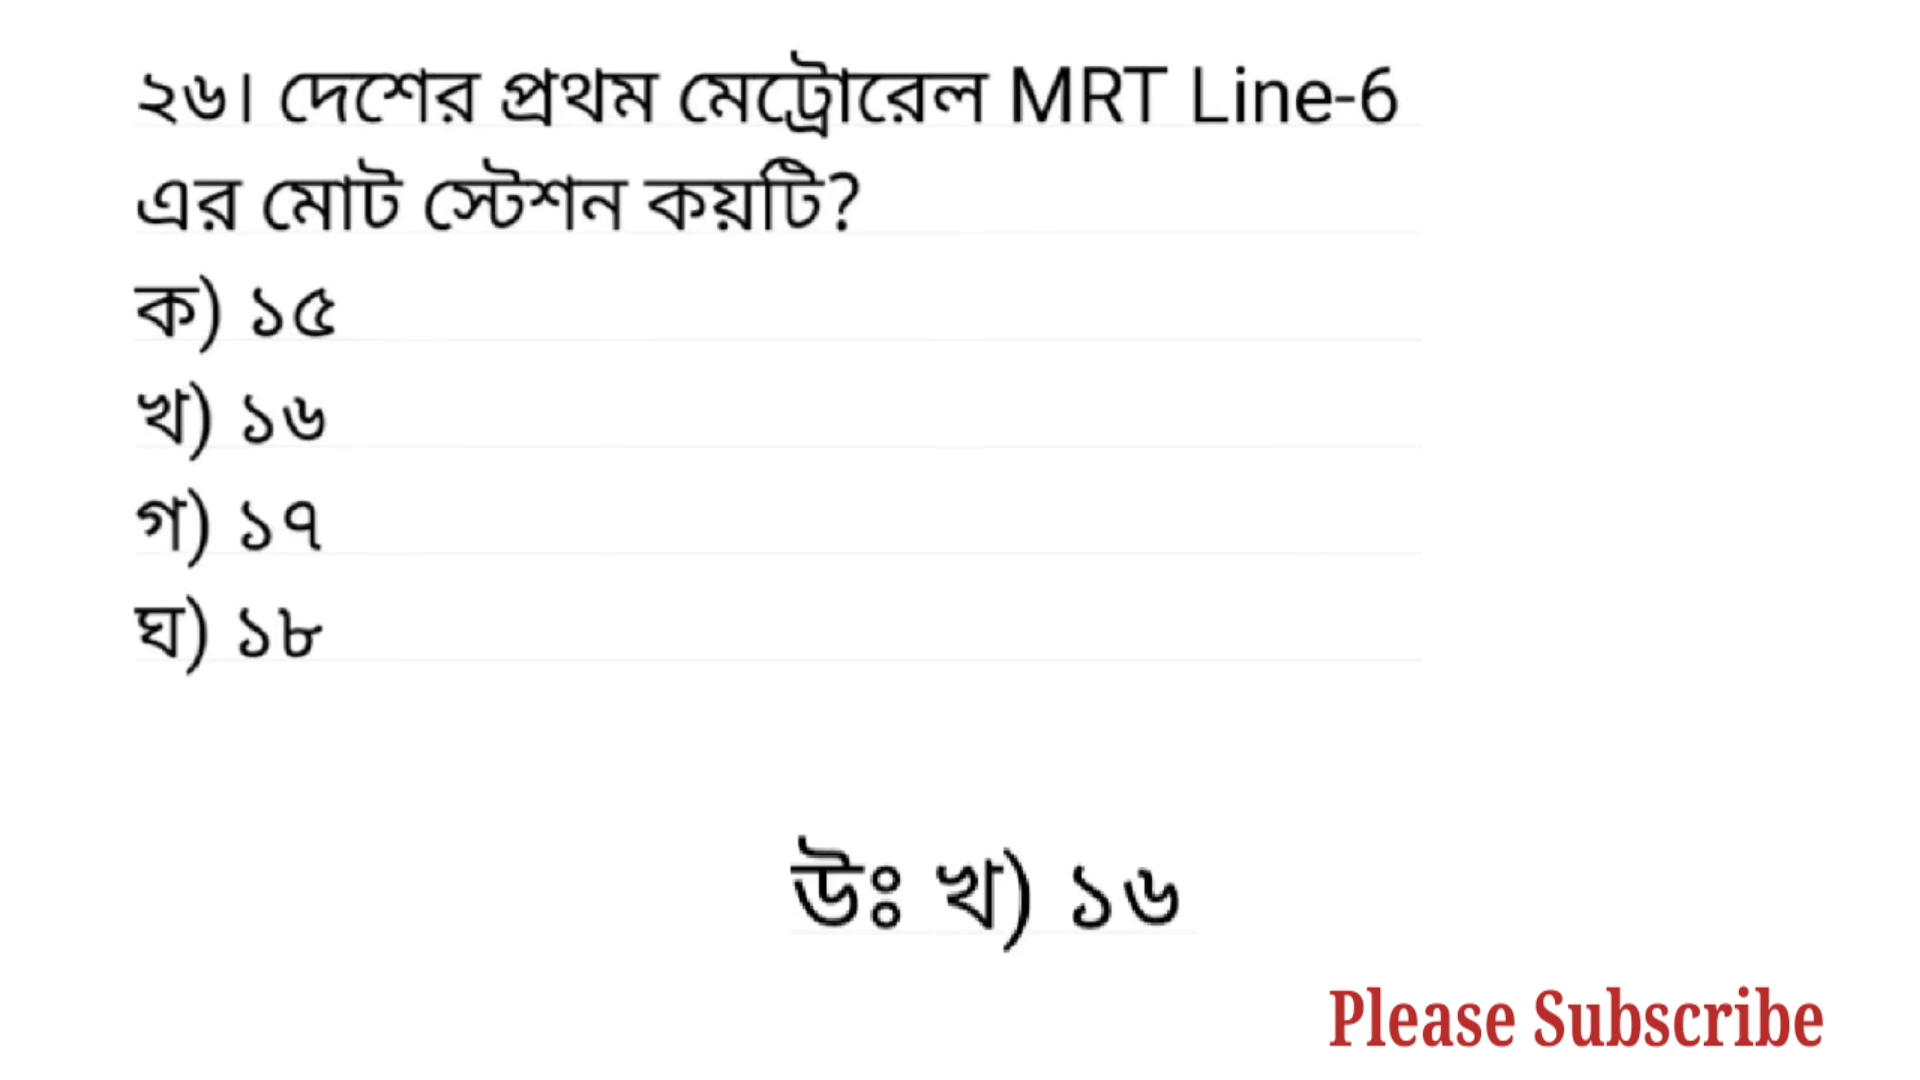 ২৬। দেশের প্রথম মেট্রোরেল MRT Line-6
এর মোট স্টেশন কয়টি?
ক) ১৫
খ) ১৬
গ) ১৭
ঘ) ১৮
উঃ খ) ১৬
Please Subscribe